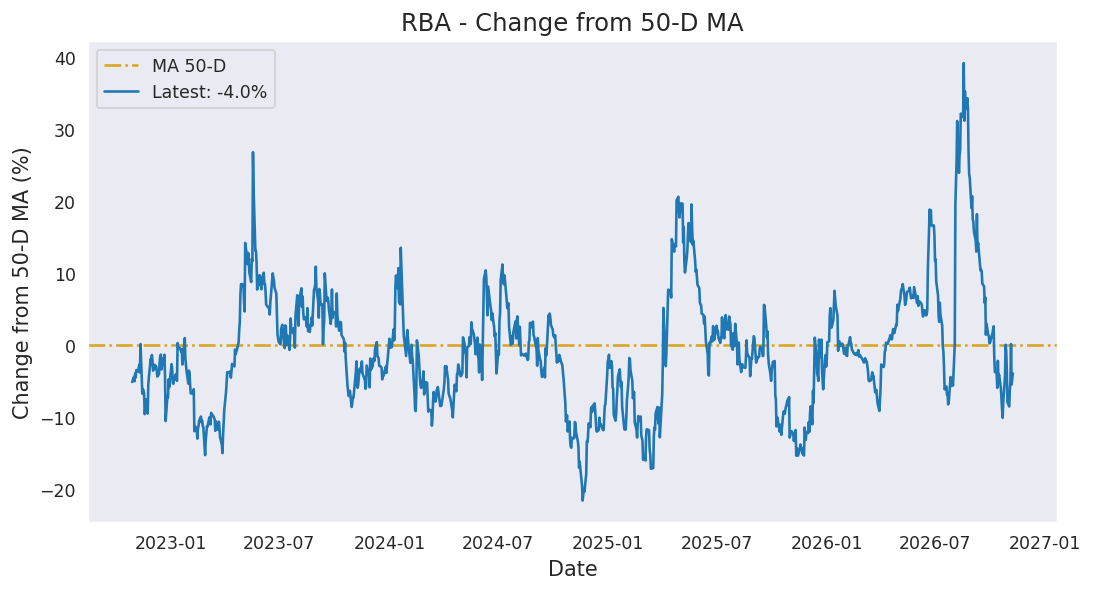 RBA - Change from 50-D MA
MA 50-D
Latest: -4.0%
Change from 50-D MA (%)
40
30
20
10
0
−10
−20
2023-01 2023-07 2024-01 2024-07 2025-01 2025-07 2026-01 2026-07 2027-01
Date